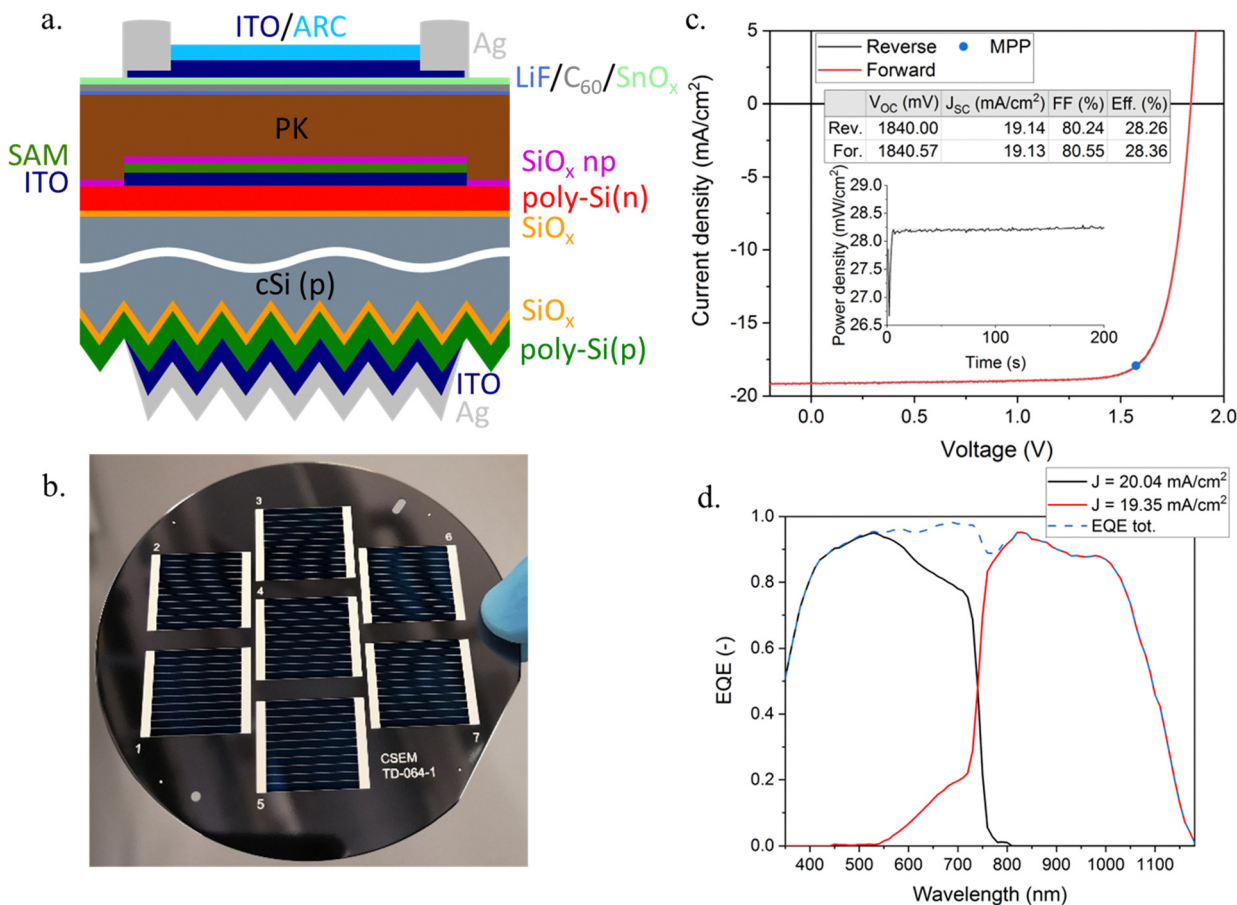 a.
ITO/ARC
Ag
LiF/C₆₀/SnOₓ
PK
SAM
SiOₓ np
ITO
poly-Si(n)
SiOₓ
cSi (p)
SiOₓ
poly-Si(p)
ITO
Ag
b.
3
2
6
4
1
7
5
CSEM
TD-064-1
c.
Reverse
MPP
Forward
V_OC (mV) J_SC (mA/cm²) FF (%) Eff. (%)
Rev. 1840.00 19.14 80.24 28.26
For. 1840.57 19.13 80.55 28.36
Current density (mA/cm²)
5
0
-5
-10
-15
-20
Power density (mW/cm²)
29.0
28.5
28.0
27.5
27.0
26.5
0 100 200
Time (s)
0.0 0.5 1.0 1.5 2.0
Voltage (V)
d.
J = 20.04 mA/cm²
J = 19.35 mA/cm²
EQE tot.
EQE (-)
1.0
0.8
0.6
0.4
0.2
0.0
400 500 600 700 800 900 1000 1100
Wavelength (nm)